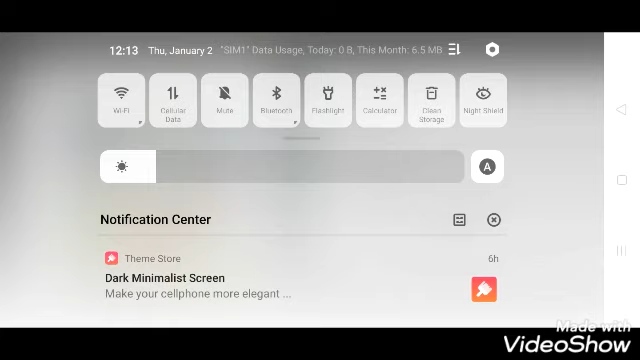 12:13 Thu, January 2 "SIM1" Data Usage, Today: 0 B, This Month: 6.5 MB
Wi-Fi Cellular Data Mute Bluetooth Flashlight Calculator Clean Storage Night Shield
A
Notification Center
Theme Store 6h
Dark Minimalist Screen
Make your cellphone more elegant ...
Made with
VideoShow